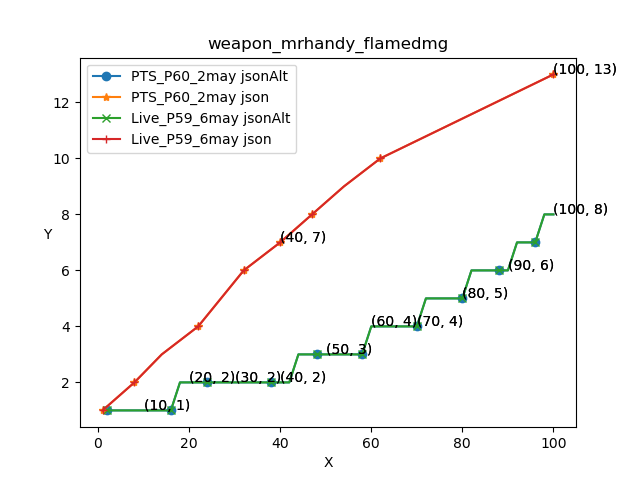 weapon_mrhandy_flamedmg
PTS_P60_2may jsonAlt
PTS_P60_2may json
Live_P59_6may jsonAlt
Live_P59_6may json
(100, 13)
(40, 7)
(100, 8)
(90, 6)
(80, 5)
(60, 4)(70, 4)
(50, 3)
(20, 2)(30, 2)(40, 2)
(10, 1)
Y
12
10
8
6
4
2
0 20 40 60 80 100
X